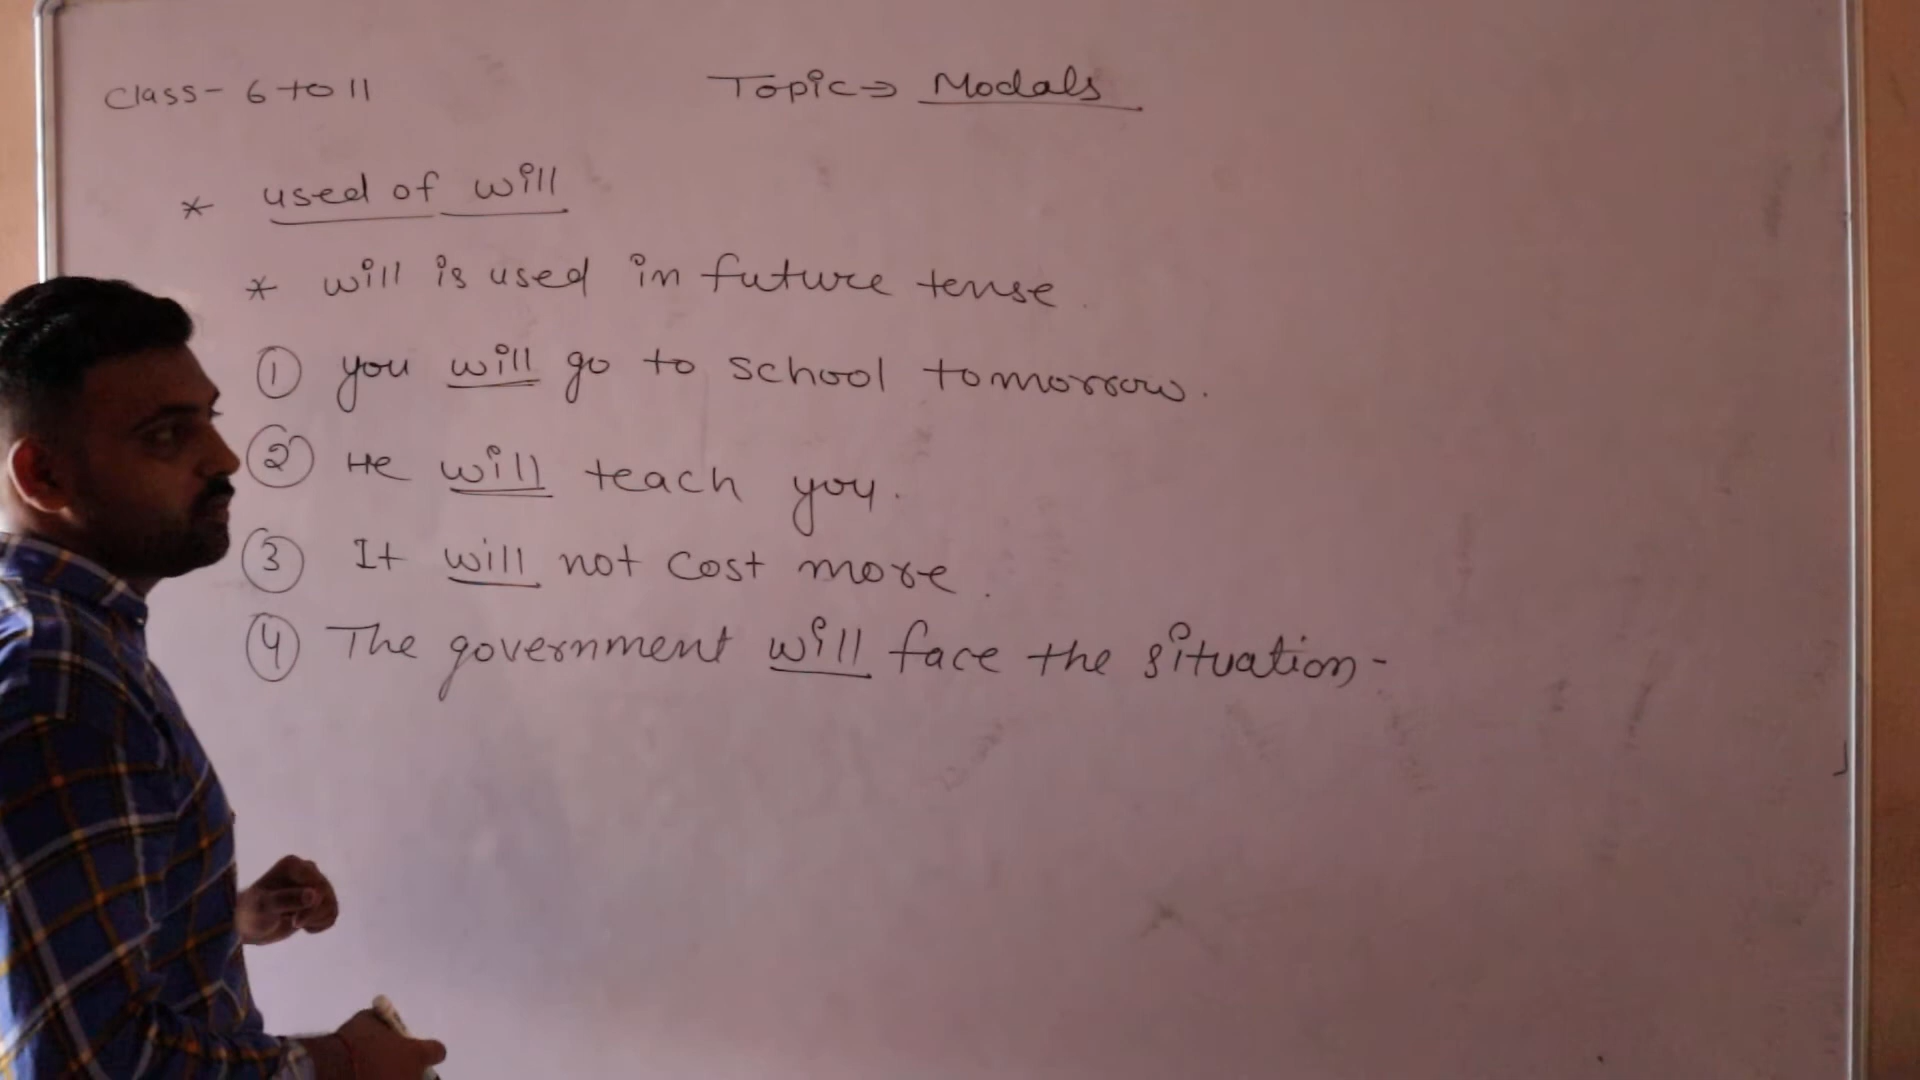 Class- 6 to 11
Topic→ Modals
* used of will
* will is used in future tense.
① you will go to school tomorrow.
② He will teach you.
③ It will not cost more.
④ The government will face the situation-